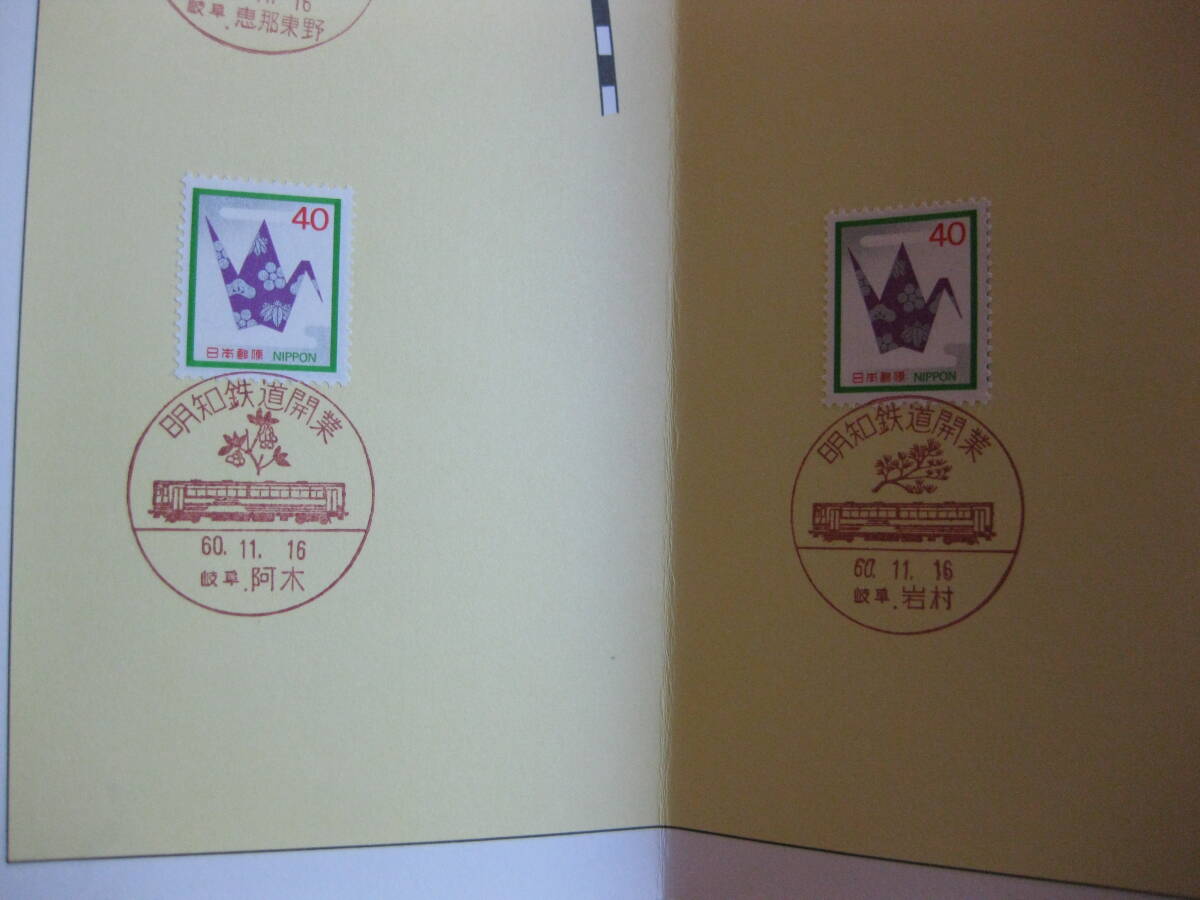 16
岐阜.恵那東野
40
日本郵便 NIPPON
明知鉄道開業
60.11.16
岐阜.阿木
40
日本郵便 NIPPON
明知鉄道開業
60.11.16
岐阜.岩村